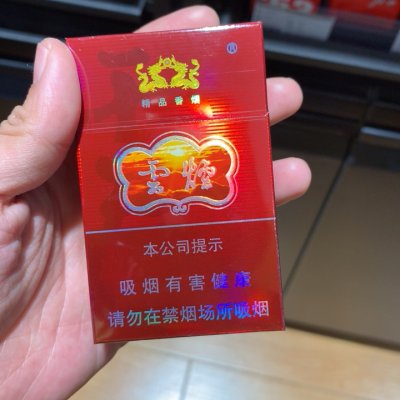 精品香烟
云烟
本公司提示
吸烟有害健康
请勿在禁烟场所吸烟